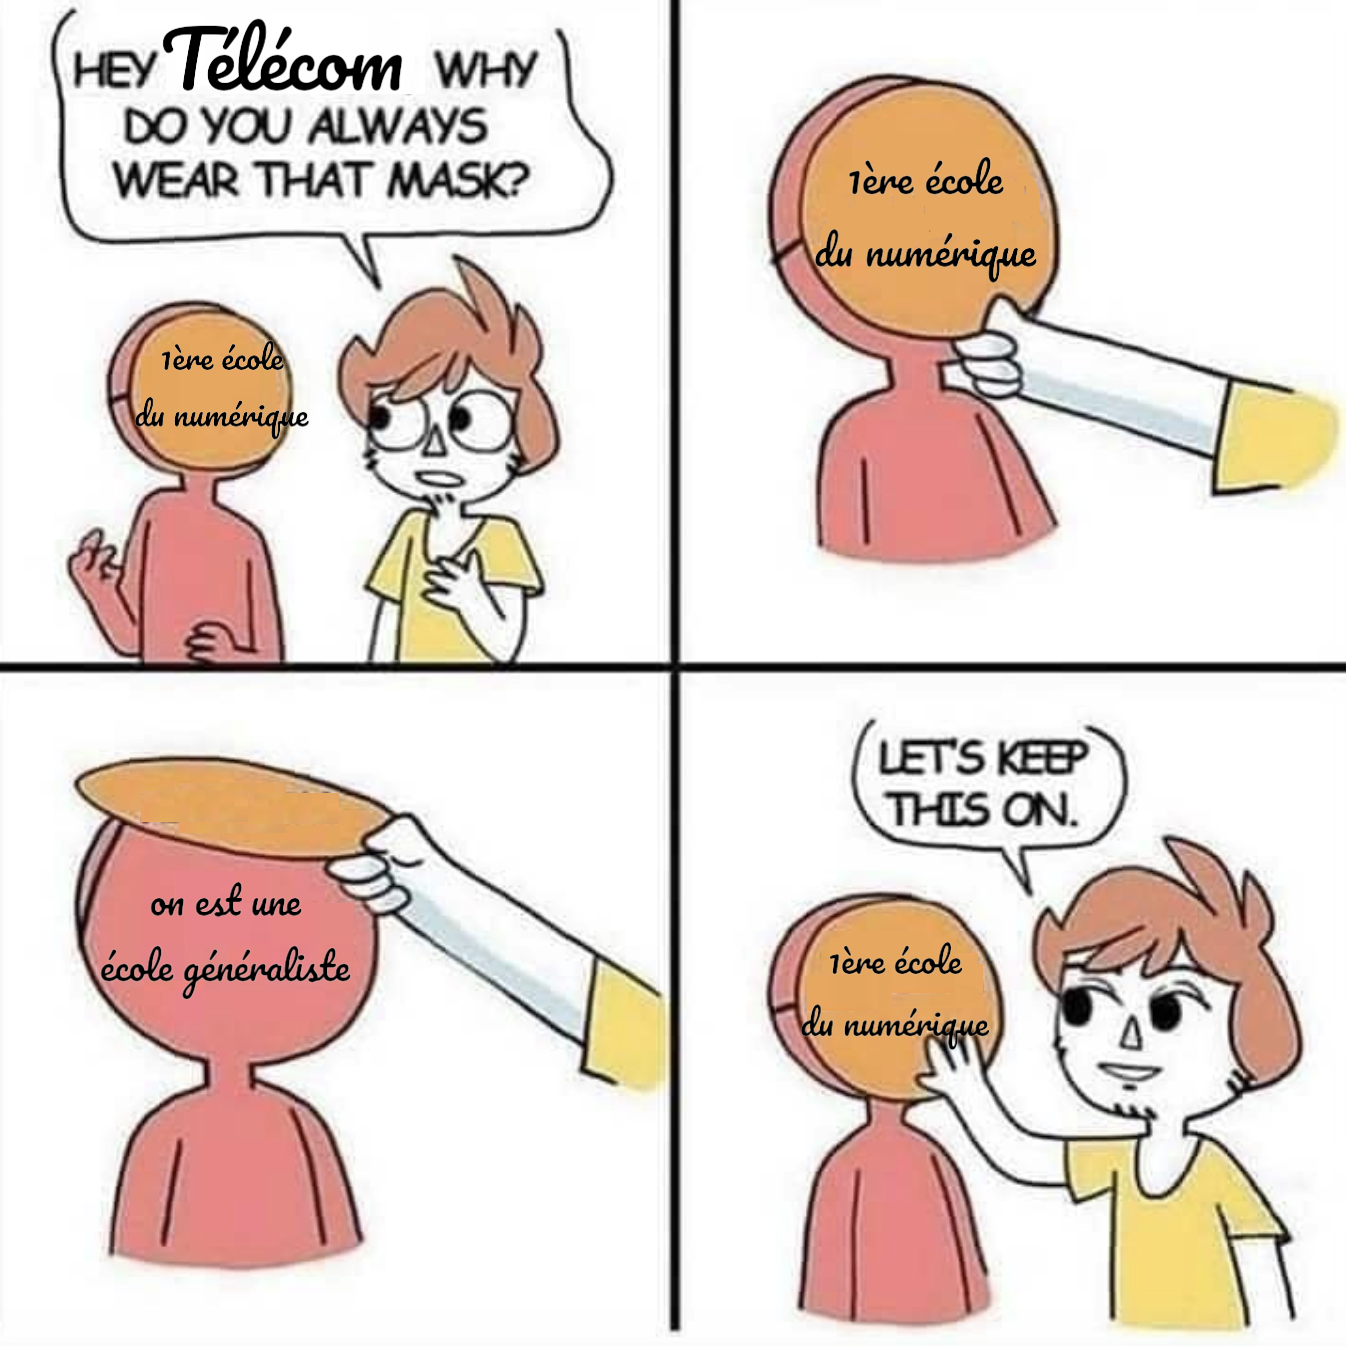 HEY Télécom WHY
DO YOU ALWAYS
WEAR THAT MASK?
1ère école
du numérique
1ère école
du numérique
on est une
école généraliste
LET'S KEEP
THIS ON.
1ère école
du numérique